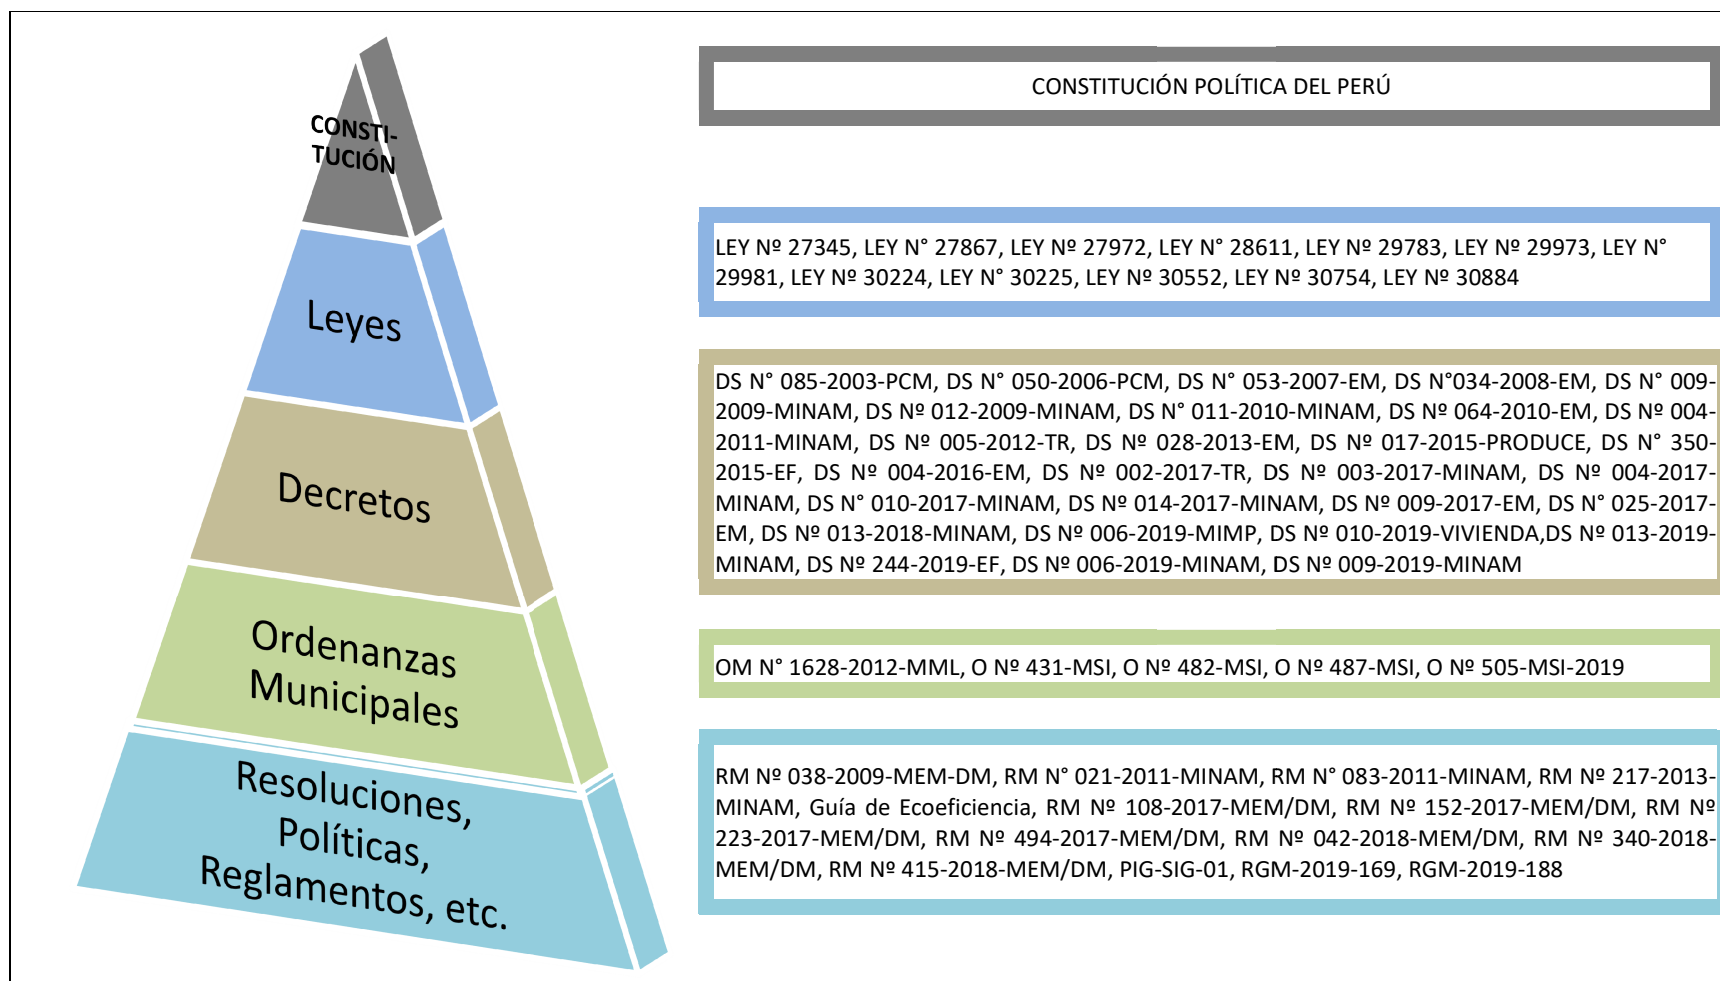 CONSTI-
TUCIÓN
CONSTITUCIÓN POLÍTICA DEL PERÚ
Leyes
LEY Nº 27345, LEY N° 27867, LEY Nº 27972, LEY N° 28611, LEY Nº 29783, LEY Nº 29973, LEY N°
29981, LEY Nº 30224, LEY N° 30225, LEY Nº 30552, LEY Nº 30754, LEY Nº 30884
Decretos
DS N° 085-2003-PCM, DS N° 050-2006-PCM, DS N° 053-2007-EM, DS N°034-2008-EM, DS N° 009-
2009-MINAM, DS Nº 012-2009-MINAM, DS N° 011-2010-MINAM, DS Nº 064-2010-EM, DS Nº 004-
2011-MINAM, DS Nº 005-2012-TR, DS Nº 028-2013-EM, DS Nº 017-2015-PRODUCE, DS N° 350-
2015-EF, DS Nº 004-2016-EM, DS Nº 002-2017-TR, DS Nº 003-2017-MINAM, DS Nº 004-2017-
MINAM, DS N° 010-2017-MINAM, DS Nº 014-2017-MINAM, DS Nº 009-2017-EM, DS N° 025-2017-
EM, DS Nº 013-2018-MINAM, DS Nº 006-2019-MIMP, DS Nº 010-2019-VIVIENDA,DS Nº 013-2019-
MINAM, DS Nº 244-2019-EF, DS Nº 006-2019-MINAM, DS Nº 009-2019-MINAM
Ordenanzas
Municipales
OM N° 1628-2012-MML, O Nº 431-MSI, O Nº 482-MSI, O Nº 487-MSI, O Nº 505-MSI-2019
Resoluciones,
Políticas,
Reglamentos, etc.
RM Nº 038-2009-MEM-DM, RM N° 021-2011-MINAM, RM N° 083-2011-MINAM, RM Nº 217-2013-
MINAM, Guía de Ecoeficiencia, RM Nº 108-2017-MEM/DM, RM Nº 152-2017-MEM/DM, RM Nº
223-2017-MEM/DM, RM Nº 494-2017-MEM/DM, RM Nº 042-2018-MEM/DM, RM Nº 340-2018-
MEM/DM, RM Nº 415-2018-MEM/DM, PIG-SIG-01, RGM-2019-169, RGM-2019-188